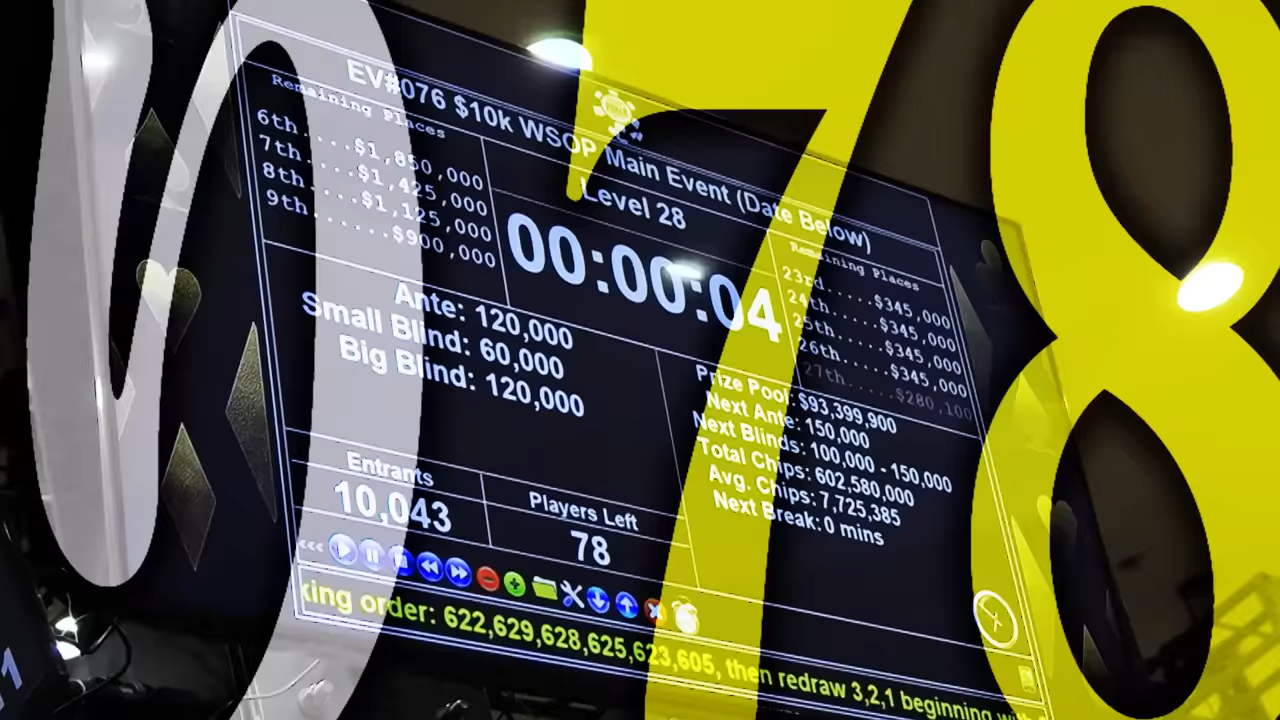 EV#076 $10k WSOP Main Event (Date Below)
Level 28
00:00:04
Remaining Places
6th.....$1,850,000
7th.....$1,425,000
8th.....$1,125,000
9th.......$900,000
Ante: 120,000
Small Blind: 60,000
Big Blind: 120,000
Remaining Places
23rd.....$345,000
24th.....$345,000
25th.....$345,000
26th.....$345,000
27th.....$280,100
Prize Pool: $93,399,900
Next Ante: 150,000
Next Blinds: 100,000 - 150,000
Total Chips: 602,580,000
Avg. Chips: 7,725,385
Next Break: 0 mins
Entrants
10,043
Players Left
78
king order: 622,629,628,625,623,605, then redraw 3,2,1 beginning
78